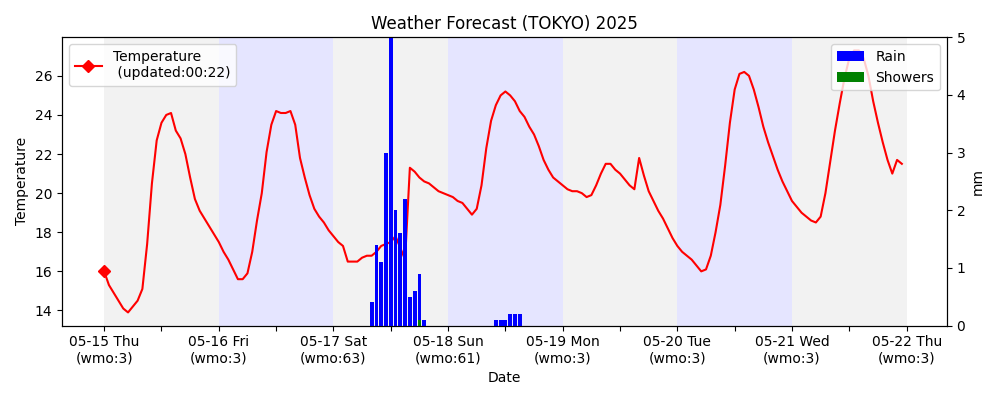 Weather Forecast (TOKYO) 2025
Temperature
(updated:00:22)
Rain
Showers
Temperature
26
24
22
20
18
16
14
5
4
3
2
1
0
mm
05-15 Thu
(wmo:3)
05-16 Fri
(wmo:3)
05-17 Sat
(wmo:63)
05-18 Sun
(wmo:61)
05-19 Mon
(wmo:3)
05-20 Tue
(wmo:3)
05-21 Wed
(wmo:3)
05-22 Thu
(wmo:3)
Date